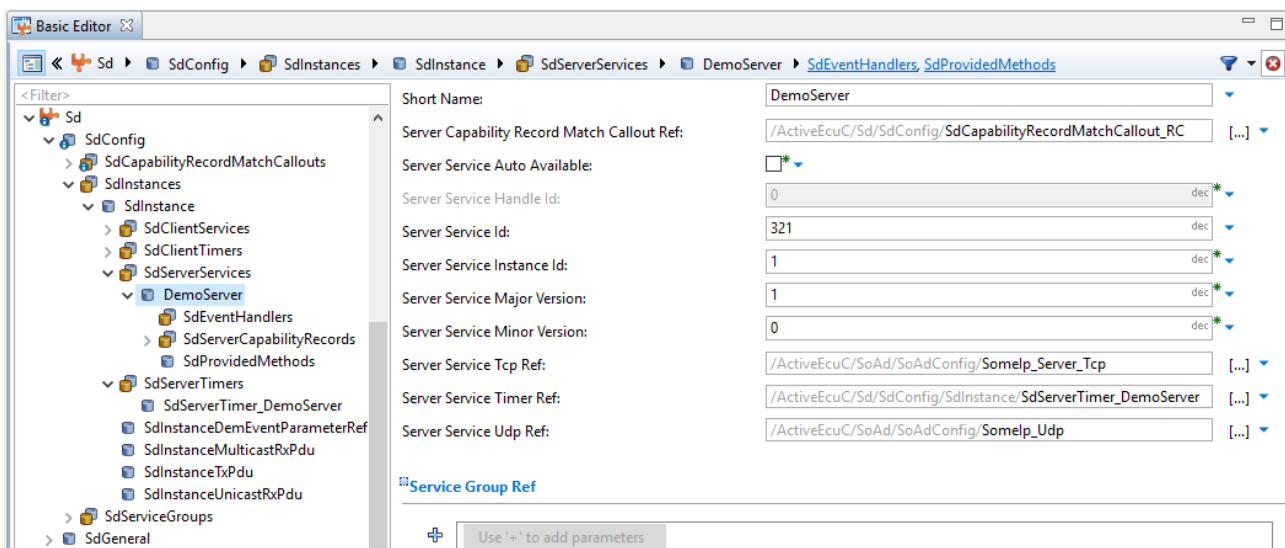 Basic Editor
Sd SdConfig SdInstances SdInstance SdServerServices DemoServer SdEventHandlers, SdProvidedMethods
<Filter>
Sd
SdConfig
SdCapabilityRecordMatchCallouts
SdInstances
SdInstance
SdClientServices
SdClientTimers
SdServerServices
DemoServer
SdEventHandlers
SdServerCapabilityRecords
SdProvidedMethods
SdServerTimers
SdServerTimer_DemoServer
SdInstanceDemEventParameterRef
SdInstanceMulticastRxPdu
SdInstanceTxPdu
SdInstanceUnicastRxPdu
SdServiceGroups
SdGeneral
Short Name: DemoServer
Server Capability Record Match Callout Ref: /ActiveEcuC/Sd/SdConfig/SdCapabilityRecordMatchCallout_RC [...]
Server Service Auto Available: *
Server Service Handle Id: 0 dec *
Server Service Id: 321 dec
Server Service Instance Id: 1 dec *
Server Service Major Version: 1 dec *
Server Service Minor Version: 0 dec *
Server Service Tcp Ref: /ActiveEcuC/SoAd/SoAdConfig/SomeIp_Server_Tcp [...]
Server Service Timer Ref: /ActiveEcuC/Sd/SdConfig/SdInstance/SdServerTimer_DemoServer [...]
Server Service Udp Ref: /ActiveEcuC/SoAd/SoAdConfig/SomeIp_Udp [...]
Service Group Ref
Use '+' to add parameters